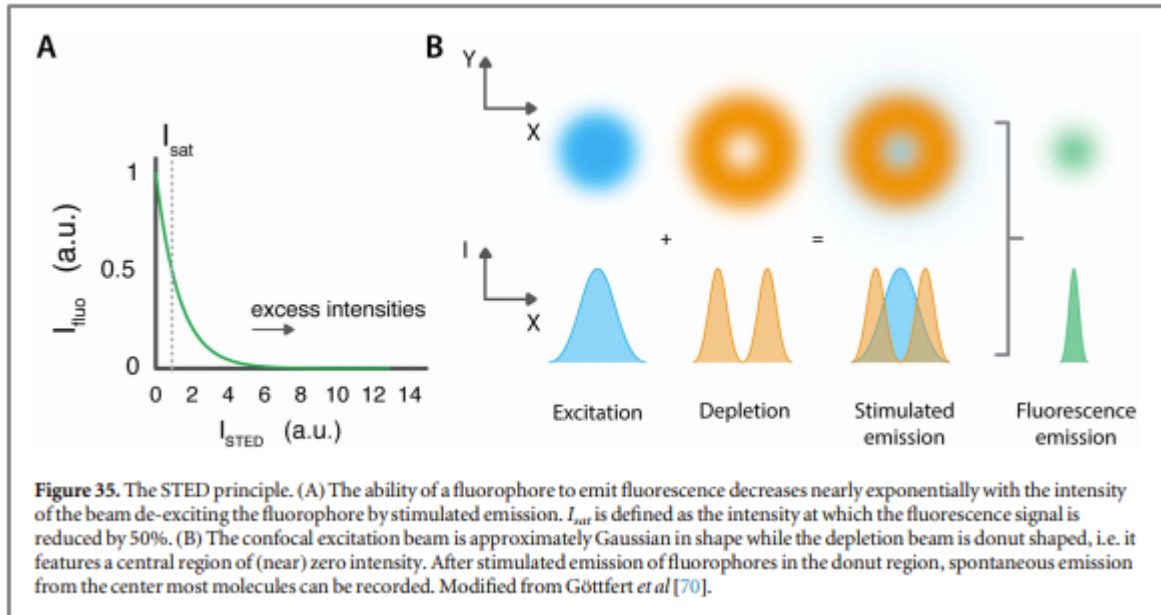 A
I_sat
1
0.5
0
I_fluo (a.u.)
excess intensities
0 2 4 6 8 10 12 14
I_STED (a.u.)
B
Y
X
I
X
+
=
Excitation
Depletion
Stimulated
emission
Fluorescence
emission
Figure 35. The STED principle. (A) The ability of a fluorophore to emit fluorescence decreases nearly exponentially with the intensity
of the beam de-exciting the fluorophore by stimulated emission. I_sat is defined as the intensity at which the fluorescence signal is
reduced by 50%. (B) The confocal excitation beam is approximately Gaussian in shape while the depletion beam is donut shaped, i.e. it
features a central region of (near) zero intensity. After stimulated emission of fluorophores in the donut region, spontaneous emission
from the center most molecules can be recorded. Modified from Göttfert et al [70].